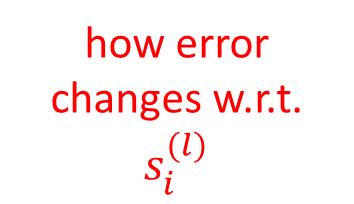 how error
changes w.r.t.
s_i^{(l)}